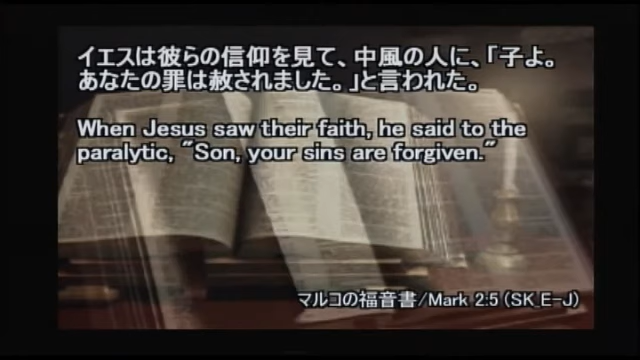 イエスは彼らの信仰を見て、中風の人に、「子よ。
あなたの罪は赦されました。」と言われた。
When Jesus saw their faith, he said to the
paralytic, "Son, your sins are forgiven."
マルコの福音書/Mark 2:5 (SK_E-J)